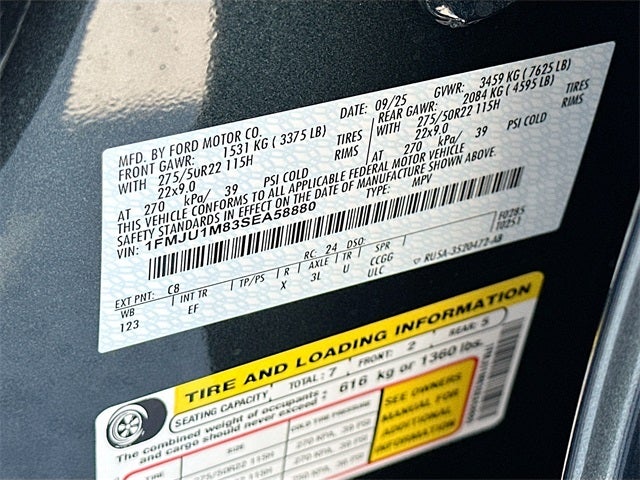 MFD. BY FORD MOTOR CO.
DATE: 09/25
GVWR: 3459 KG ( 7625 LB)
FRONT GAWR: 1531 KG ( 3375 LB)
REAR GAWR: 2084 KG ( 4595 LB)
WITH 275/50R22 115H TIRES
WITH 275/50R22 115H TIRES
22x9.0 RIMS
22x9.0 RIMS
AT 270 kPa/ 39 PSI COLD
AT 270 kPa/ 39 PSI COLD
THIS VEHICLE CONFORMS TO ALL APPLICABLE FEDERAL MOTOR VEHICLE
SAFETY STANDARDS IN EFFECT ON THE DATE OF MANUFACTURE SHOWN ABOVE.
VIN: 1FMJU1M83SEA58880
TYPE: MPV
F0285
T0251
EXT PNT: C8 RC: 24 DSO:
WB INT TR TP/PS R AXLE TR SPR
123 EF X 3L U CCGG
ULC
RUSA-3520472-AB
TIRE AND LOADING INFORMATION
SEATING CAPACITY TOTAL: 7 FRONT: 2 REAR: 5
The combined weight of occupants
and cargo should never exceed: 616 kg or 1360 lbs.
SIZE COLD TIRE PRESSURE
275/50R22 115H 270 KPA, 39 PSI
SEE OWNERS
MANUAL FOR
ADDITIONAL
INFORMATION